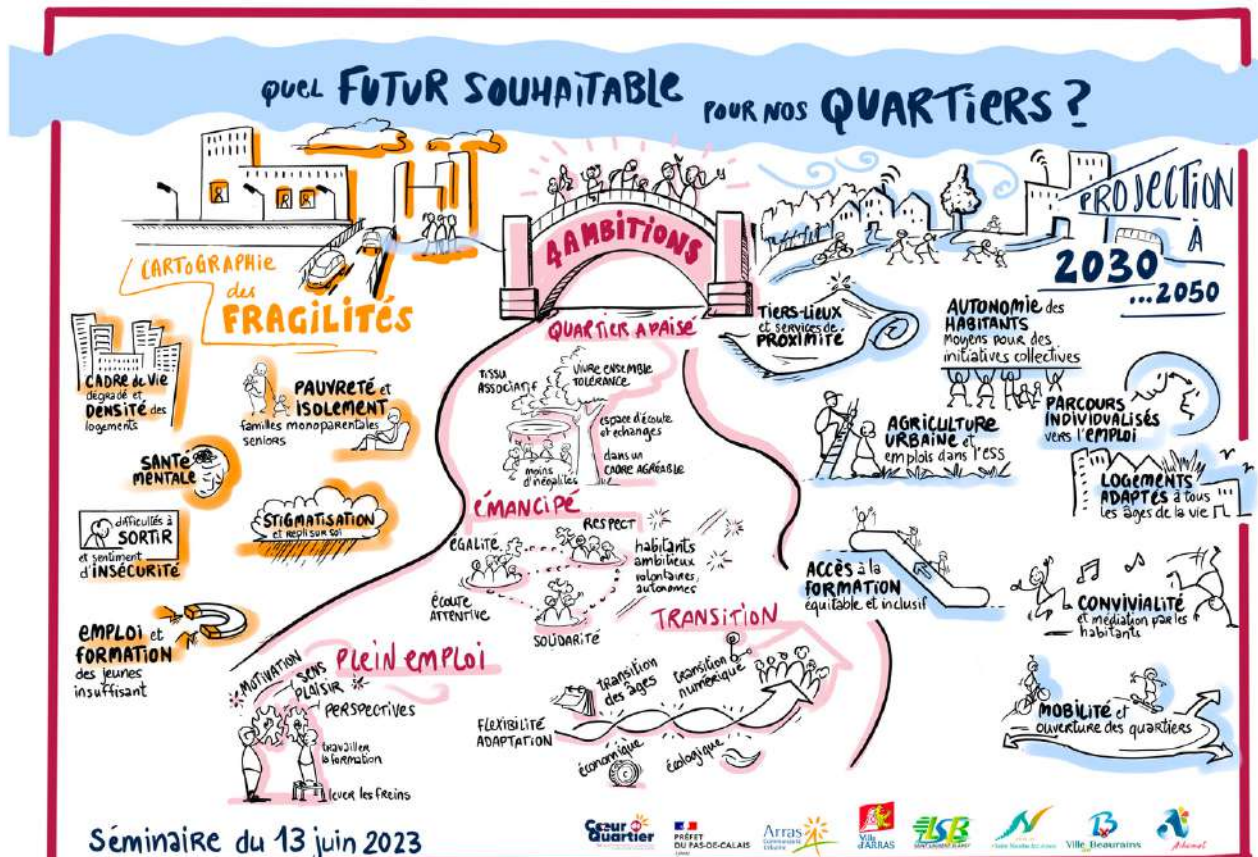 QUEL FUTUR SOUHAITABLE POUR NOS QUARTIERS ?
CARTOGRAPHIE
des
FRAGILITÉS
CADRE de VIE
dégradé et
DENSITÉ des
logements
PAUVRETÉ et
ISOLEMENT
familles monoparentales
seniors
SANTÉ
MENTALE
STIGMATISATION
et repli sur soi
difficultés à
SORTIR
et sentiment
d'INSÉCURITÉ
EMPLOI et
FORMATION
des jeunes
insuffisant
4 AMBITIONS
QUARTIER APAISÉ
TISSU
ASSOCIATIF
VIVRE ENSEMBLE
TOLÉRANCE
espace d'écoute
et échanges
dans un
CADRE AGRÉABLE
moins
d'inégalités
ÉMANCIPÉ
ÉGALITÉ
RESPECT
habitants
ambitieux
volontaires,
autonomes
ÉCOUTE
ATTENTIVE
SOLIDARITÉ
PLEIN EMPLOI
MOTIVATION
SENS
PLAISIR
PERSPECTIVES
travailler
la formation
lever les freins
TRANSITION
transition
des âges
transition
numérique
FLEXIBILITÉ
ADAPTATION
économique
écologique
PROJECTION
À
2030
...2050
TIERS-LIEUX
et services de
PROXIMITÉ
AUTONOMIE des
HABITANTS
Moyens pour des
initiatives collectives
AGRICULTURE
URBAINE et
emplois dans l'ESS
PARCOURS
INDIVIDUALISÉS
vers l'EMPLOI
LOGEMENTS
ADAPTÉS à tous
les âges de la vie
ACCÈS à la
FORMATION
équitable et inclusif
CONVIVIALITÉ
et médiation par les
habitants
MOBILITÉ et
ouverture des quartiers
Séminaire du 13 juin 2023
Cœur de
Quartier
PRÉFET
DU PAS-DE-CALAIS
Arras
Communauté
Urbaine
Ville
d'ARRAS
LSB
SAINT-LAURENT-BLANGY
Ville de Beaurains
Achicourt